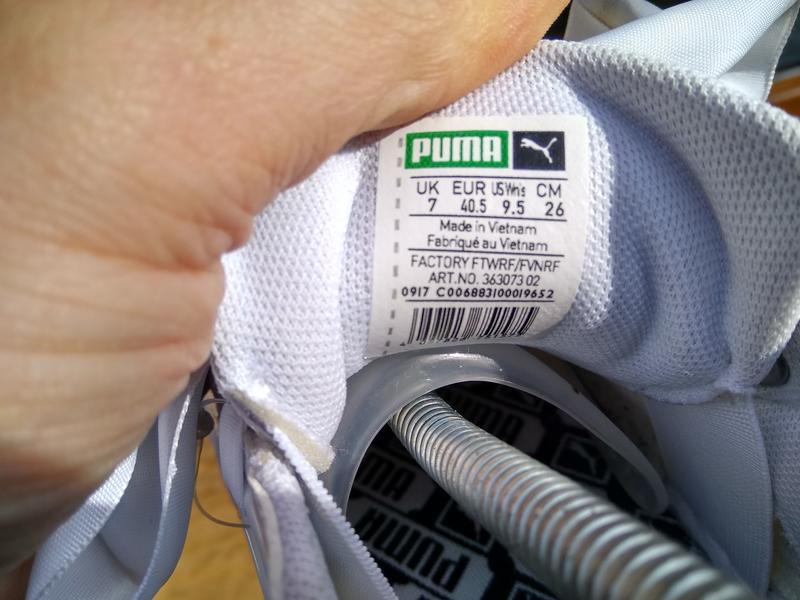 PUMA
UK EUR US Wn's CM
7 40.5 9.5 26
Made in Vietnam
Fabriqué au Vietnam
FACTORY FTWRF/FVNRF
ART.NO. 363073 02
0917 C006883100019652
PUMA
PUMA